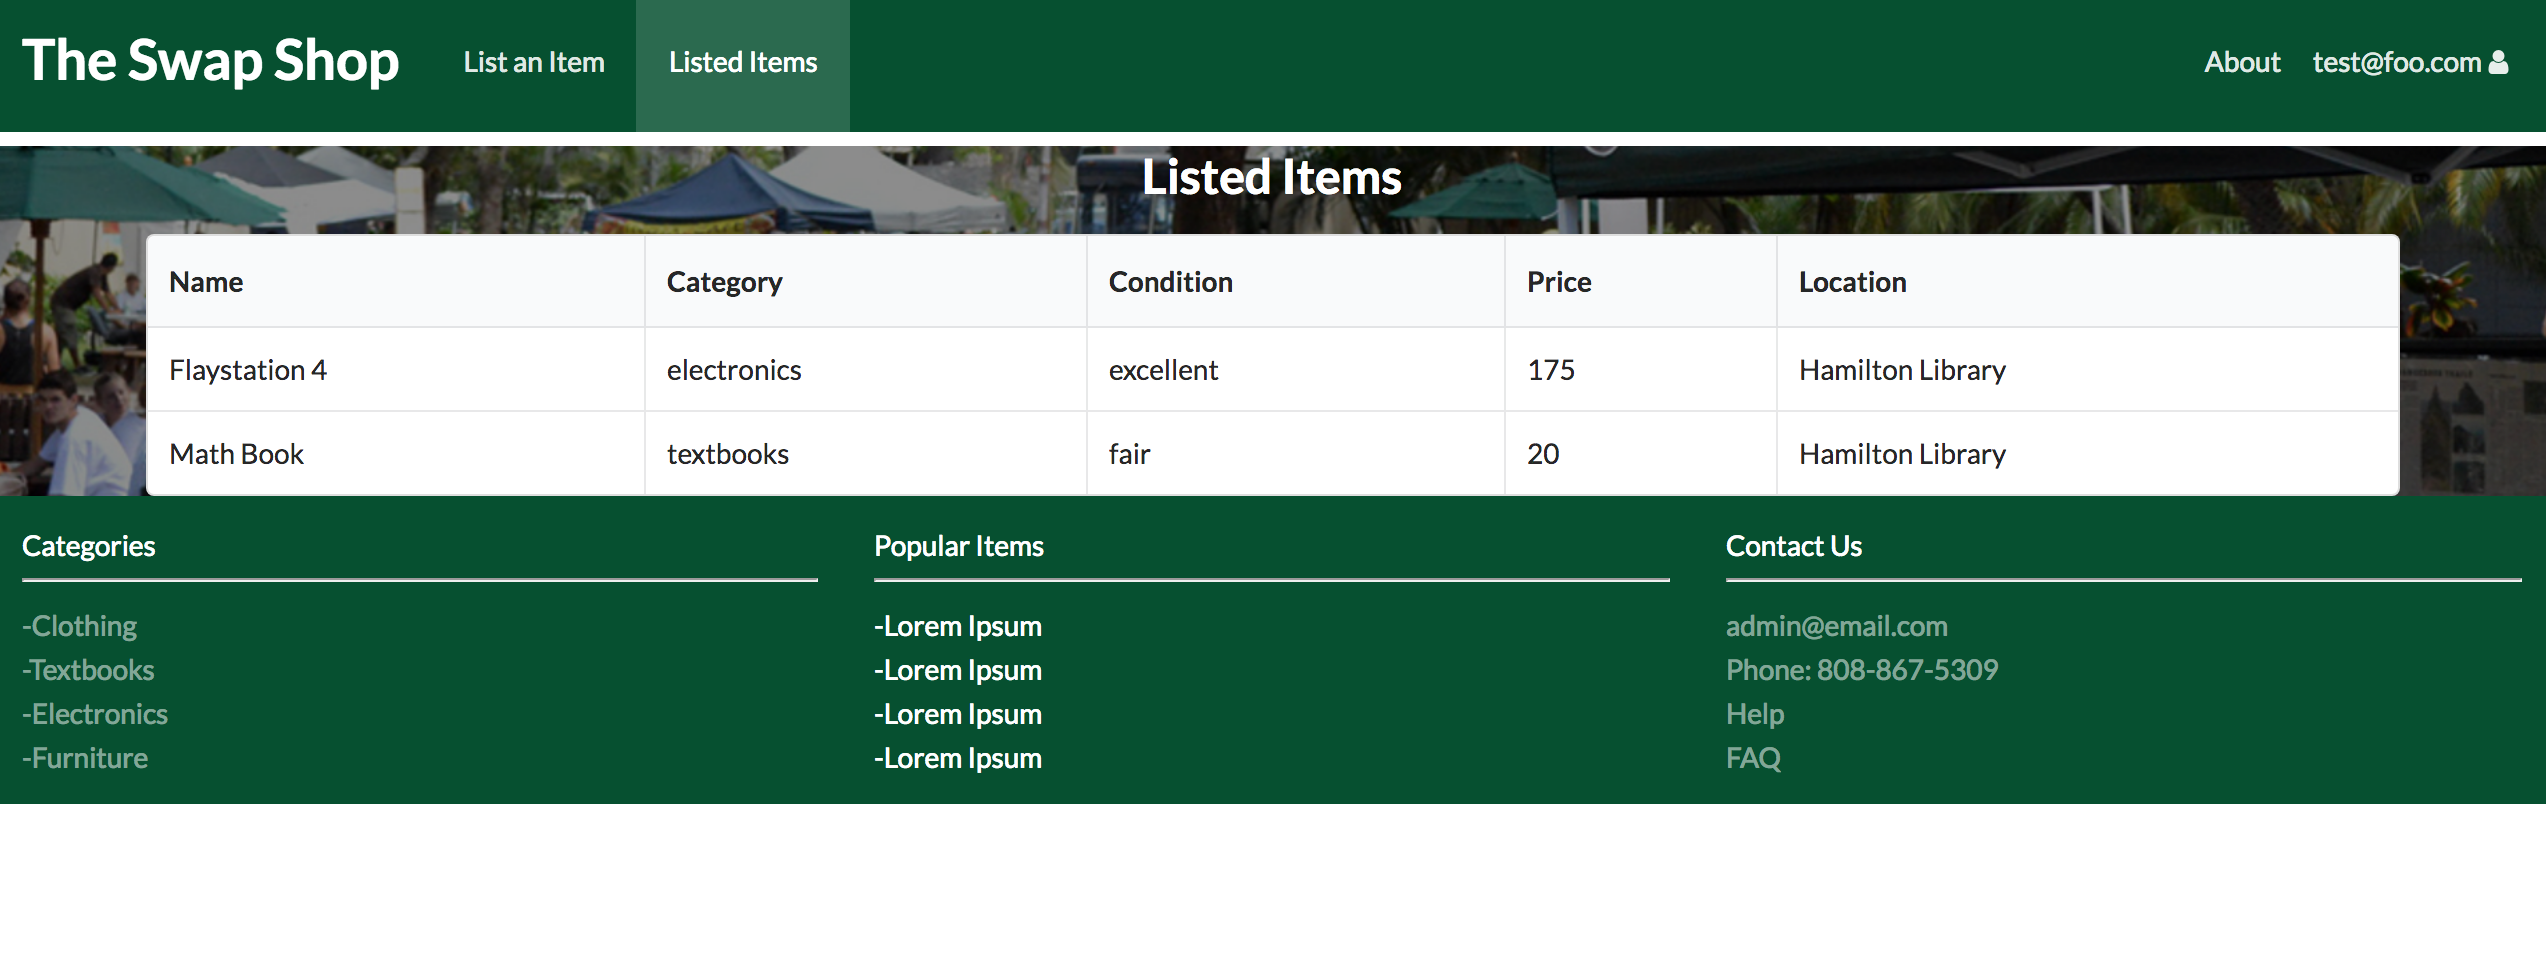 The Swap Shop List an Item Listed Items About test@foo.com
Listed Items
Name Category Condition Price Location
Flaystation 4 electronics excellent 175 Hamilton Library
Math Book textbooks fair 20 Hamilton Library
Categories Popular Items Contact Us
-Clothing -Lorem Ipsum admin@email.com
-Textbooks -Lorem Ipsum Phone: 808-867-5309
-Electronics -Lorem Ipsum Help
-Furniture -Lorem Ipsum FAQ